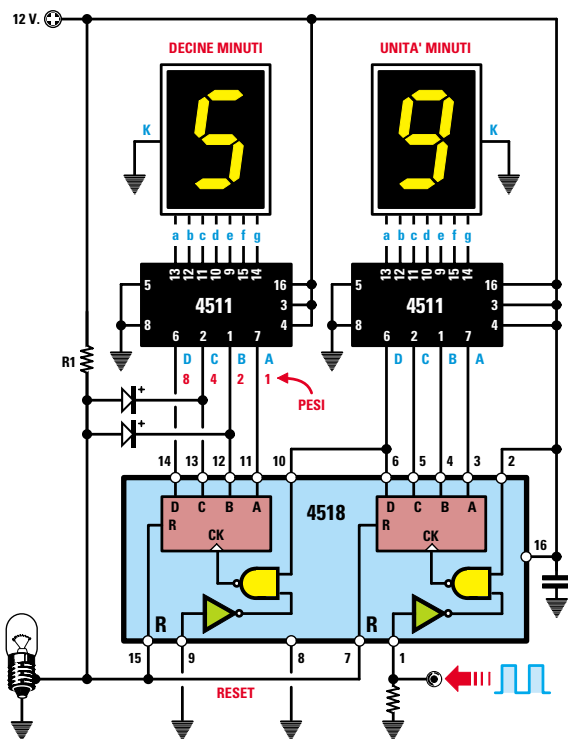 12 V.
DECINE MINUTI UNITA' MINUTI
K K
a b c d e f g a b c d e f g
13 12 11 10 9 15 14 13 12 11 10 9 15 14
5 16 5 16
4511 3 4511 3
8 4 8 4
6 2 1 7 6 2 1 7
D C B A D C B A
8 4 2 1
R1
PESI
14 13 12 11 10 6 5 4 3 2
D C B A 4518 D C B A
R R
CK CK
16
R R
15 9 8 7 1
RESET